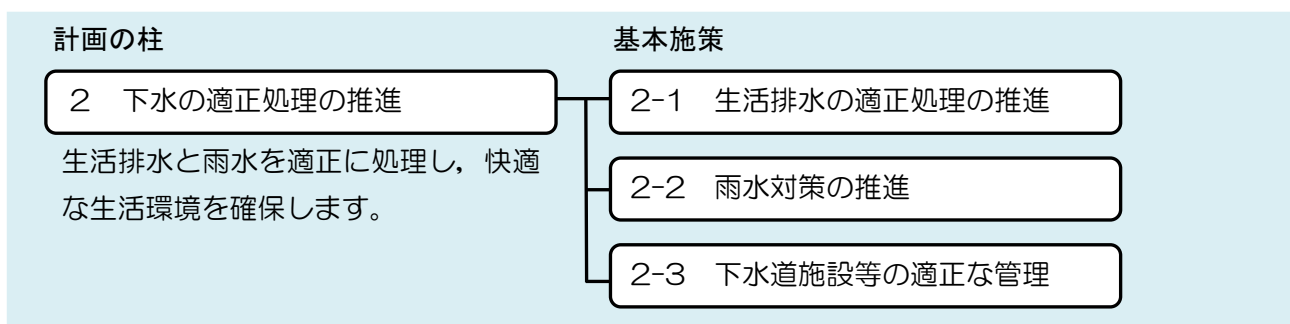 計画の柱
基本施策
2　下水の適正処理の推進
生活排水と雨水を適正に処理し，快適
な生活環境を確保します。
2-1　生活排水の適正処理の推進
2-2　雨水対策の推進
2-3　下水道施設等の適正な管理